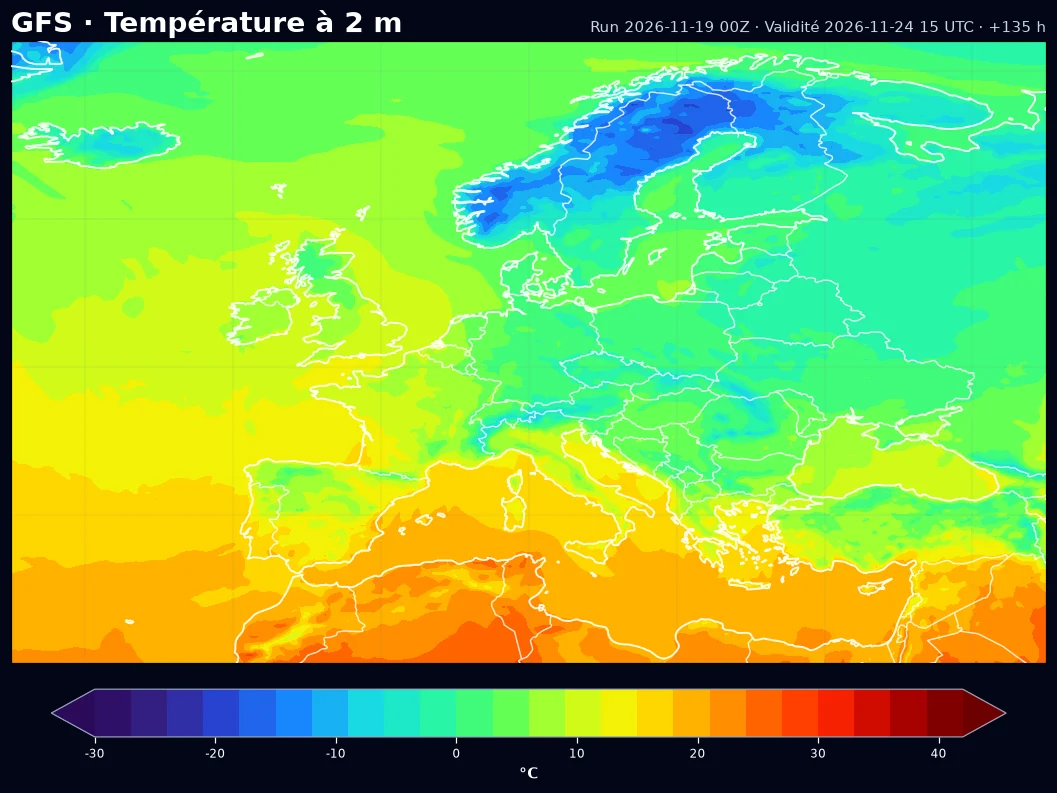 GFS · Température à 2 m
Run 2026-11-19 00Z · Validité 2026-11-24 15 UTC · +135 h
-30 -20 -10 0 10 20 30 40
°C